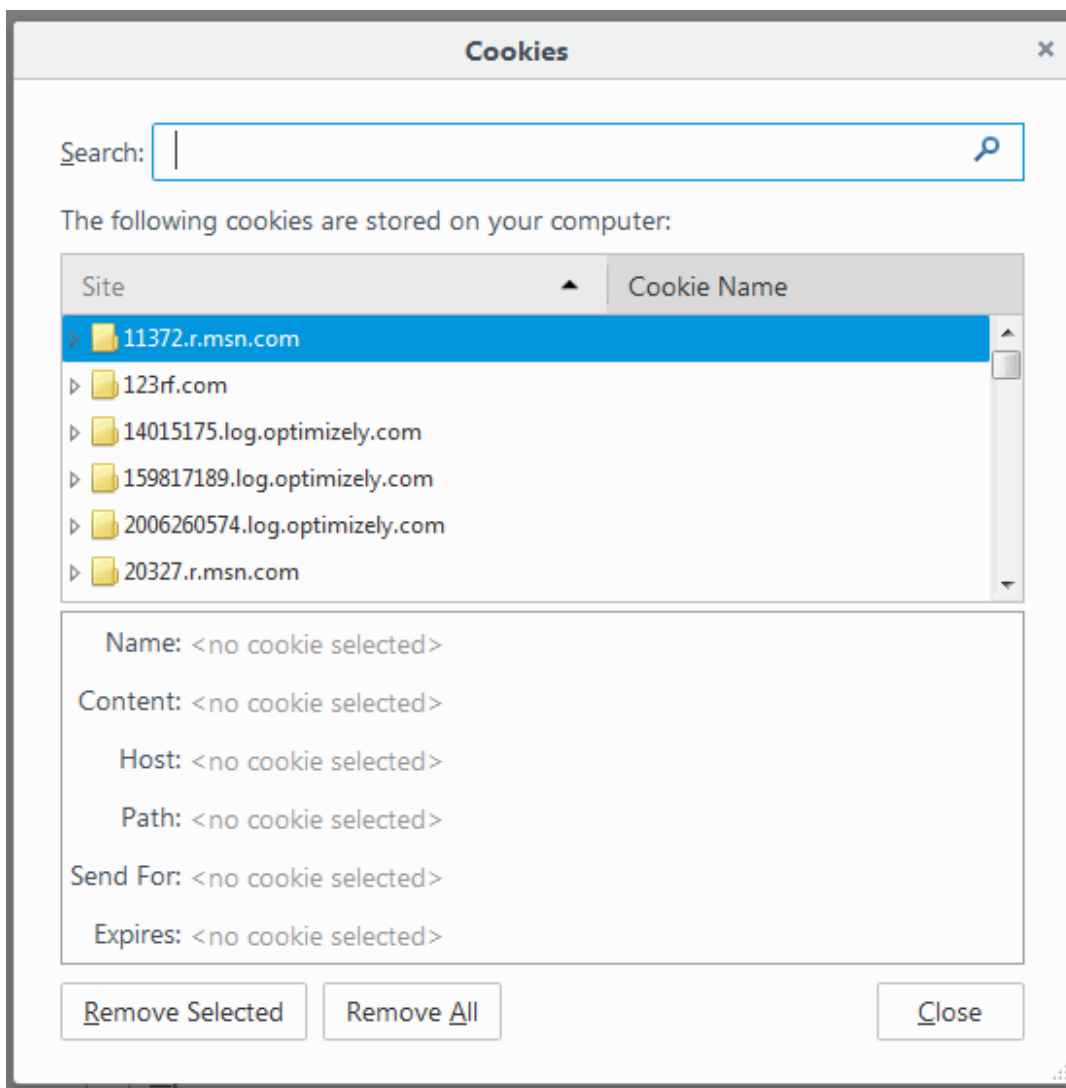 Cookies
Search:
The following cookies are stored on your computer:
Site Cookie Name
11372.r.msn.com
123rf.com
14015175.log.optimizely.com
159817189.log.optimizely.com
2006260574.log.optimizely.com
20327.r.msn.com
Name: <no cookie selected>
Content: <no cookie selected>
Host: <no cookie selected>
Path: <no cookie selected>
Send For: <no cookie selected>
Expires: <no cookie selected>
Remove Selected Remove All Close